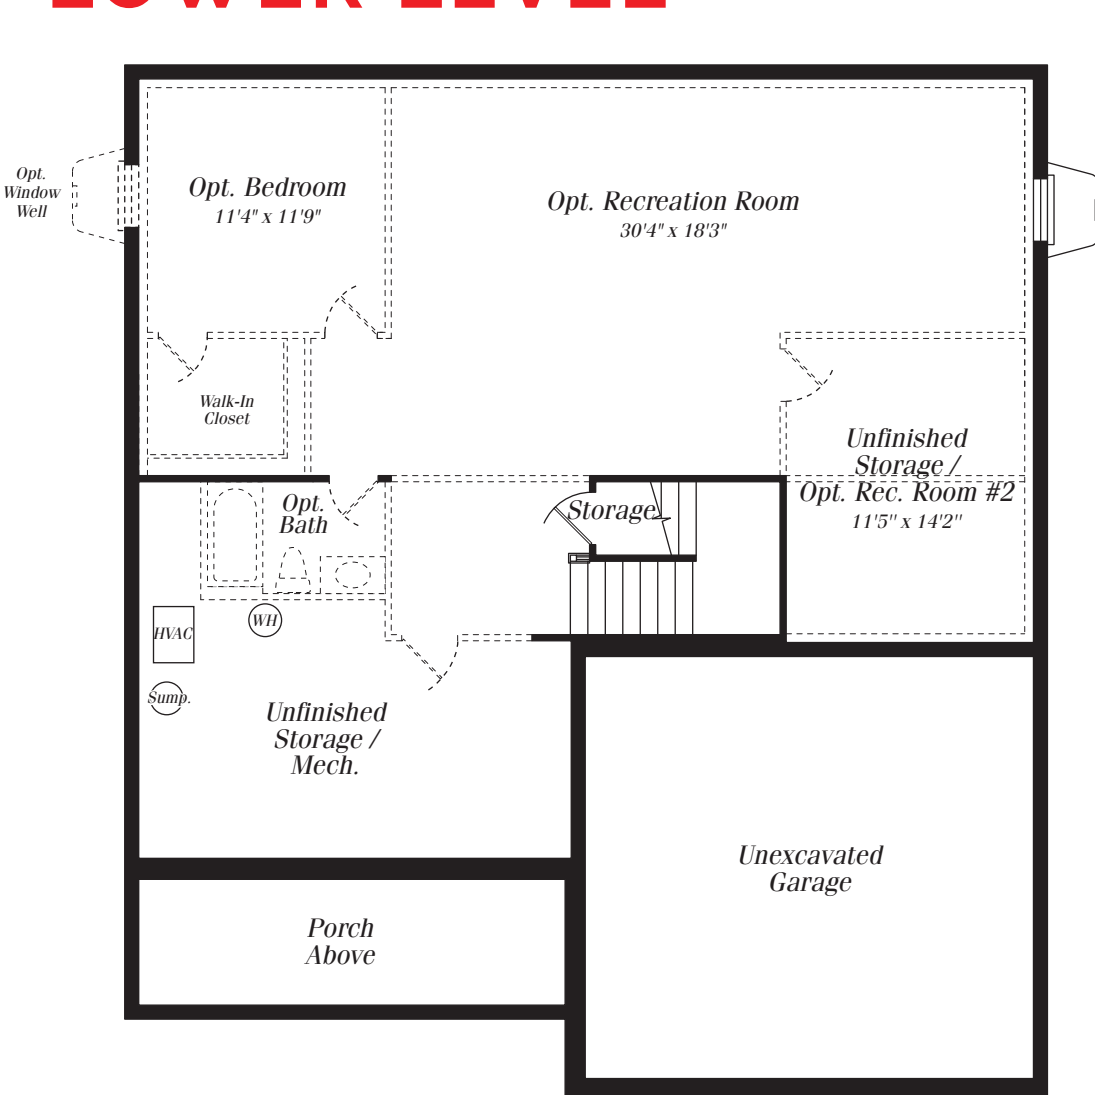 LOWER LEVEL
Opt.
Window
Well
Opt. Bedroom
11'4" x 11'9"
Opt. Recreation Room
30'4" x 18'3"
Walk-In
Closet
Unfinished
Storage /
Opt. Rec. Room #2
11'5" x 14'2"
Opt.
Bath
Storage
HVAC
WH
Sump.
Unfinished
Storage /
Mech.
Unexcavated
Garage
Porch
Above